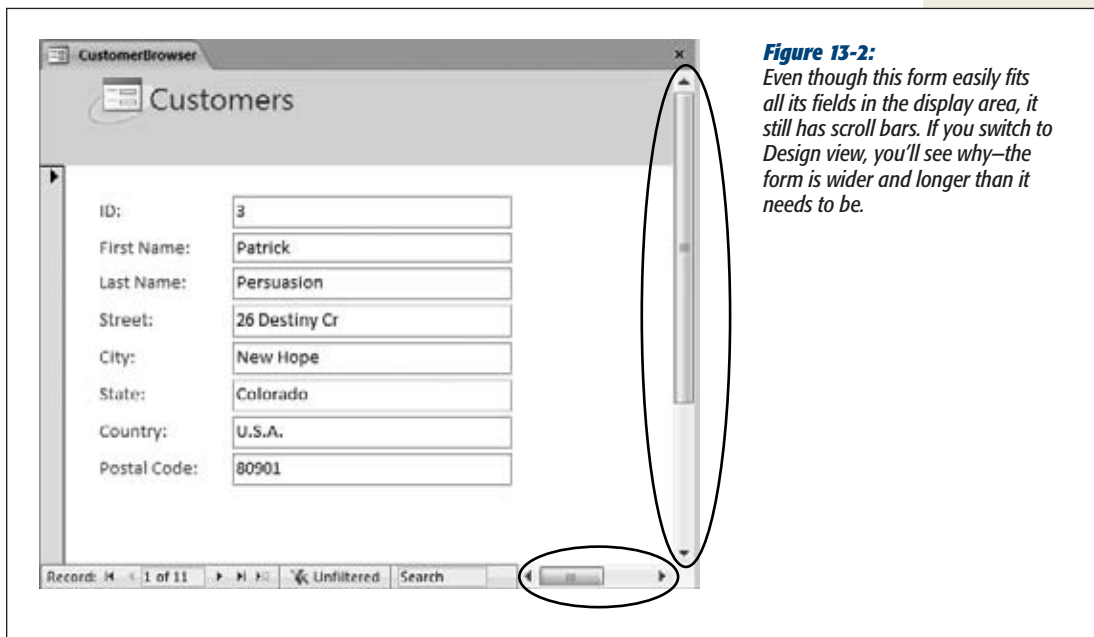 CustomerBrowser
Customers
ID: 3
First Name: Patrick
Last Name: Persuasion
Street: 26 Destiny Cr
City: New Hope
State: Colorado
Country: U.S.A.
Postal Code: 80901
Record: 1 of 11 Unfiltered Search
Figure 13-2:
Even though this form easily fits
all its fields in the display area, it
still has scroll bars. If you switch to
Design view, you’ll see why—the
form is wider and longer than it
needs to be.